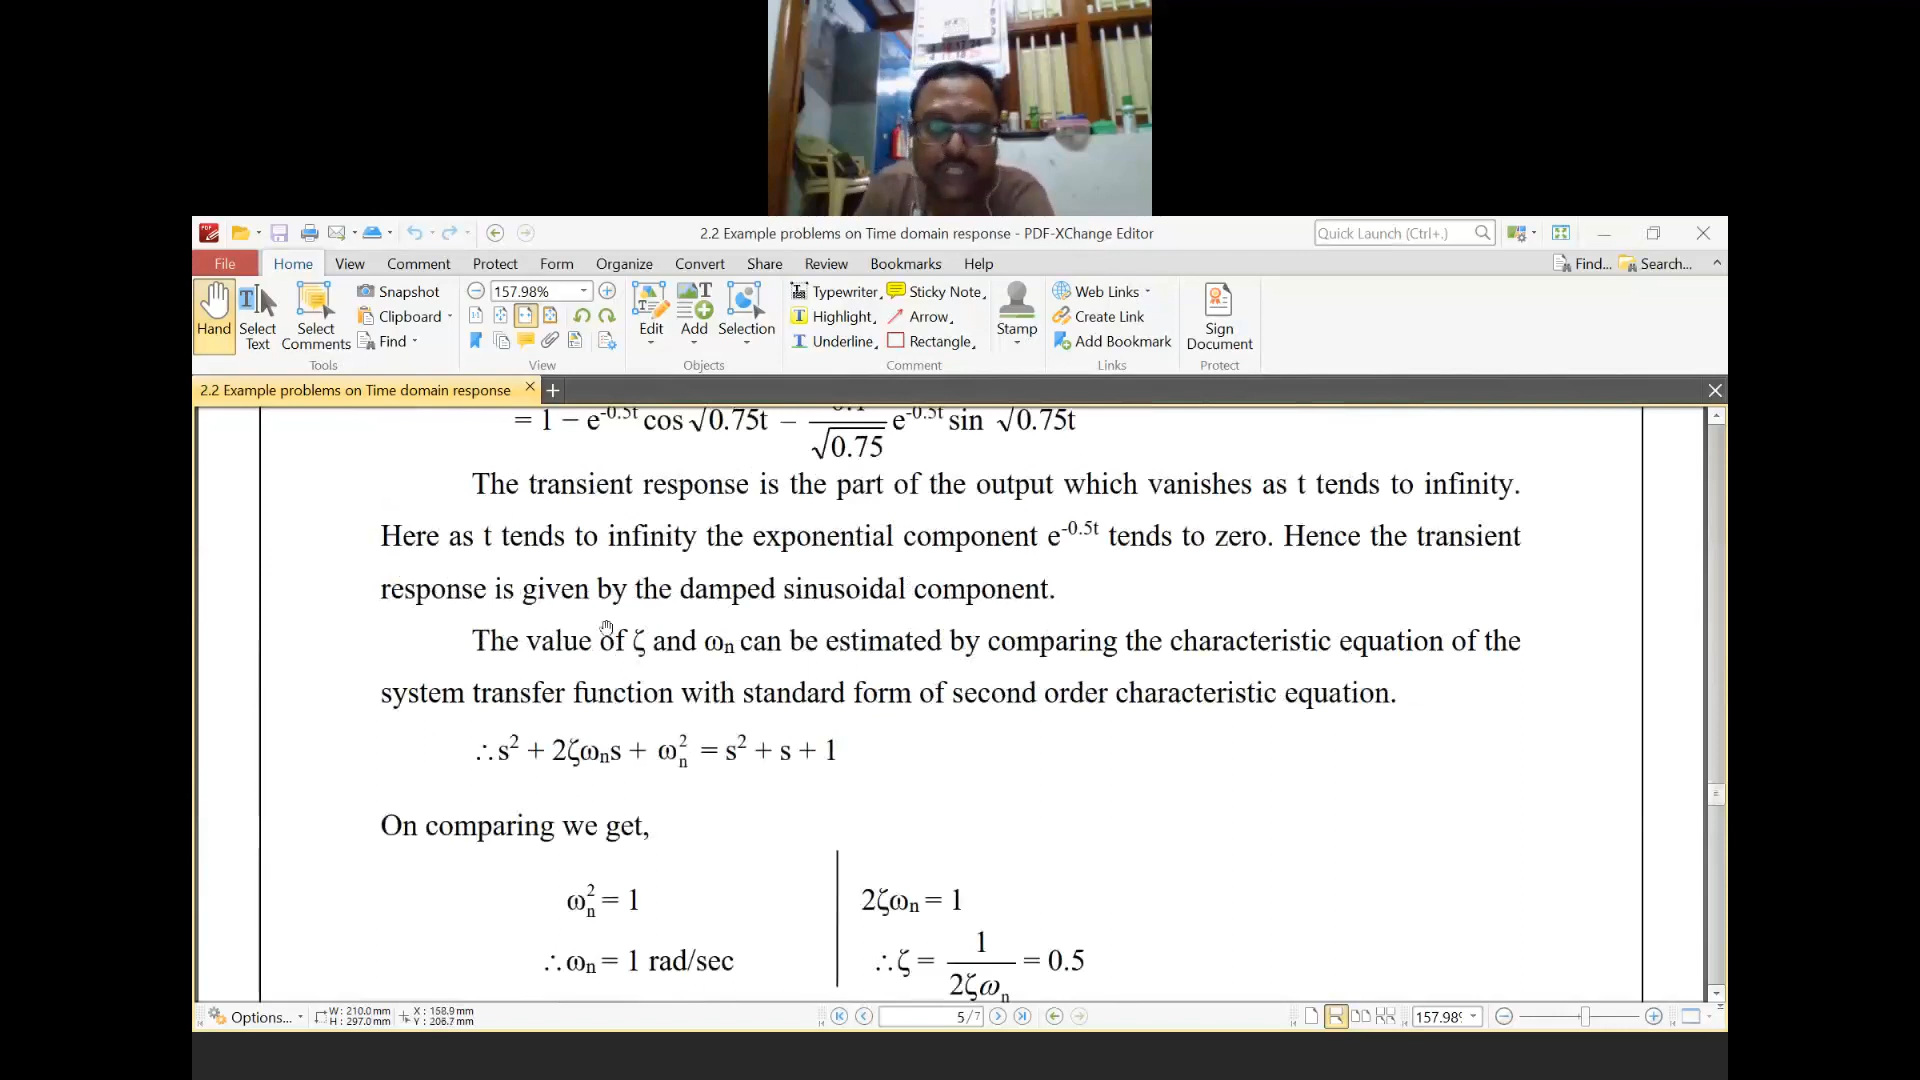 2.2 Example problems on Time domain response - PDF-XChange Editor
Quick Launch (Ctrl+.)
File Home View Comment Protect Form Organize Convert Share Review Bookmarks Help Find... Search...
Hand
Select Text
Select Comments
Snapshot
Clipboard
Find
Tools
157.98%
View
Edit
Add
Selection
Objects
Typewriter
Highlight
Underline
Sticky Note
Arrow
Rectangle
Stamp
Comment
Web Links
Create Link
Add Bookmark
Links
Sign Document
Protect
2.2 Example problems on Time domain response
= 1 − e^-0.5t cos √0.75t − /√0.75 e^-0.5t sin √0.75t
The transient response is the part of the output which vanishes as t tends to infinity.
Here as t tends to infinity the exponential component e^-0.5t tends to zero. Hence the transient
response is given by the damped sinusoidal component.
The value of ζ and ωn can be estimated by comparing the characteristic equation of the
system transfer function with standard form of second order characteristic equation.
∴s² + 2ζωₙs + ωₙ² = s² + s + 1
On comparing we get,
ωₙ² = 1
∴ωₙ = 1 rad/sec
2ζωₙ = 1
∴ζ = 1/2ζωₙ = 0.5
Options... W: 210.0 mm X: 158.9 mm
H: 297.0 mm Y: 206.7 mm
5/7
157.98%